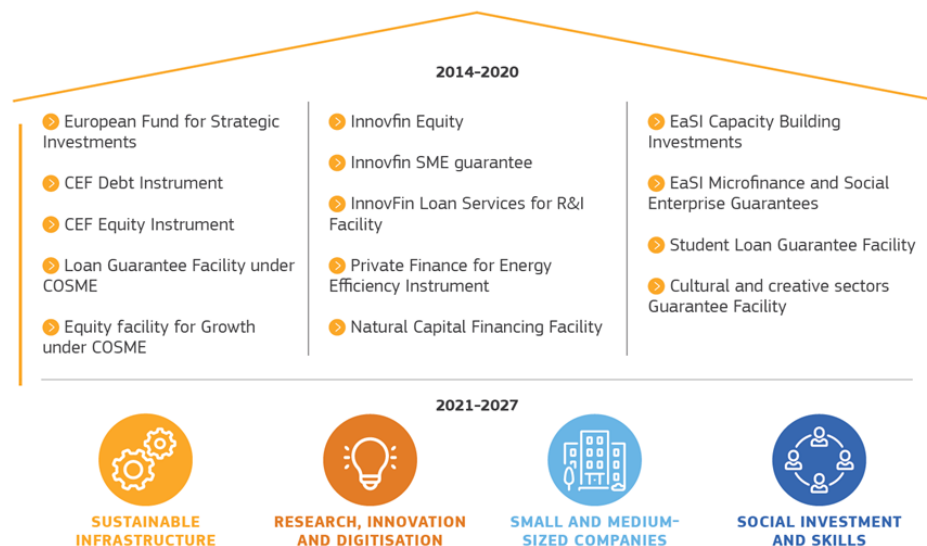 2014-2020
European Fund for Strategic
Investments
CEF Debt Instrument
CEF Equity Instrument
Loan Guarantee Facility under
COSME
Equity facility for Growth
under COSME
Innovfin Equity
Innovfin SME guarantee
InnovFin Loan Services for R&I
Facility
Private Finance for Energy
Efficiency Instrument
Natural Capital Financing Facility
EaSI Capacity Building
Investments
EaSI Microfinance and Social
Enterprise Guarantees
Student Loan Guarantee Facility
Cultural and creative sectors
Guarantee Facility
2021-2027
SUSTAINABLE
INFRASTRUCTURE
RESEARCH, INNOVATION
AND DIGITISATION
SMALL AND MEDIUM-
SIZED COMPANIES
SOCIAL INVESTMENT
AND SKILLS